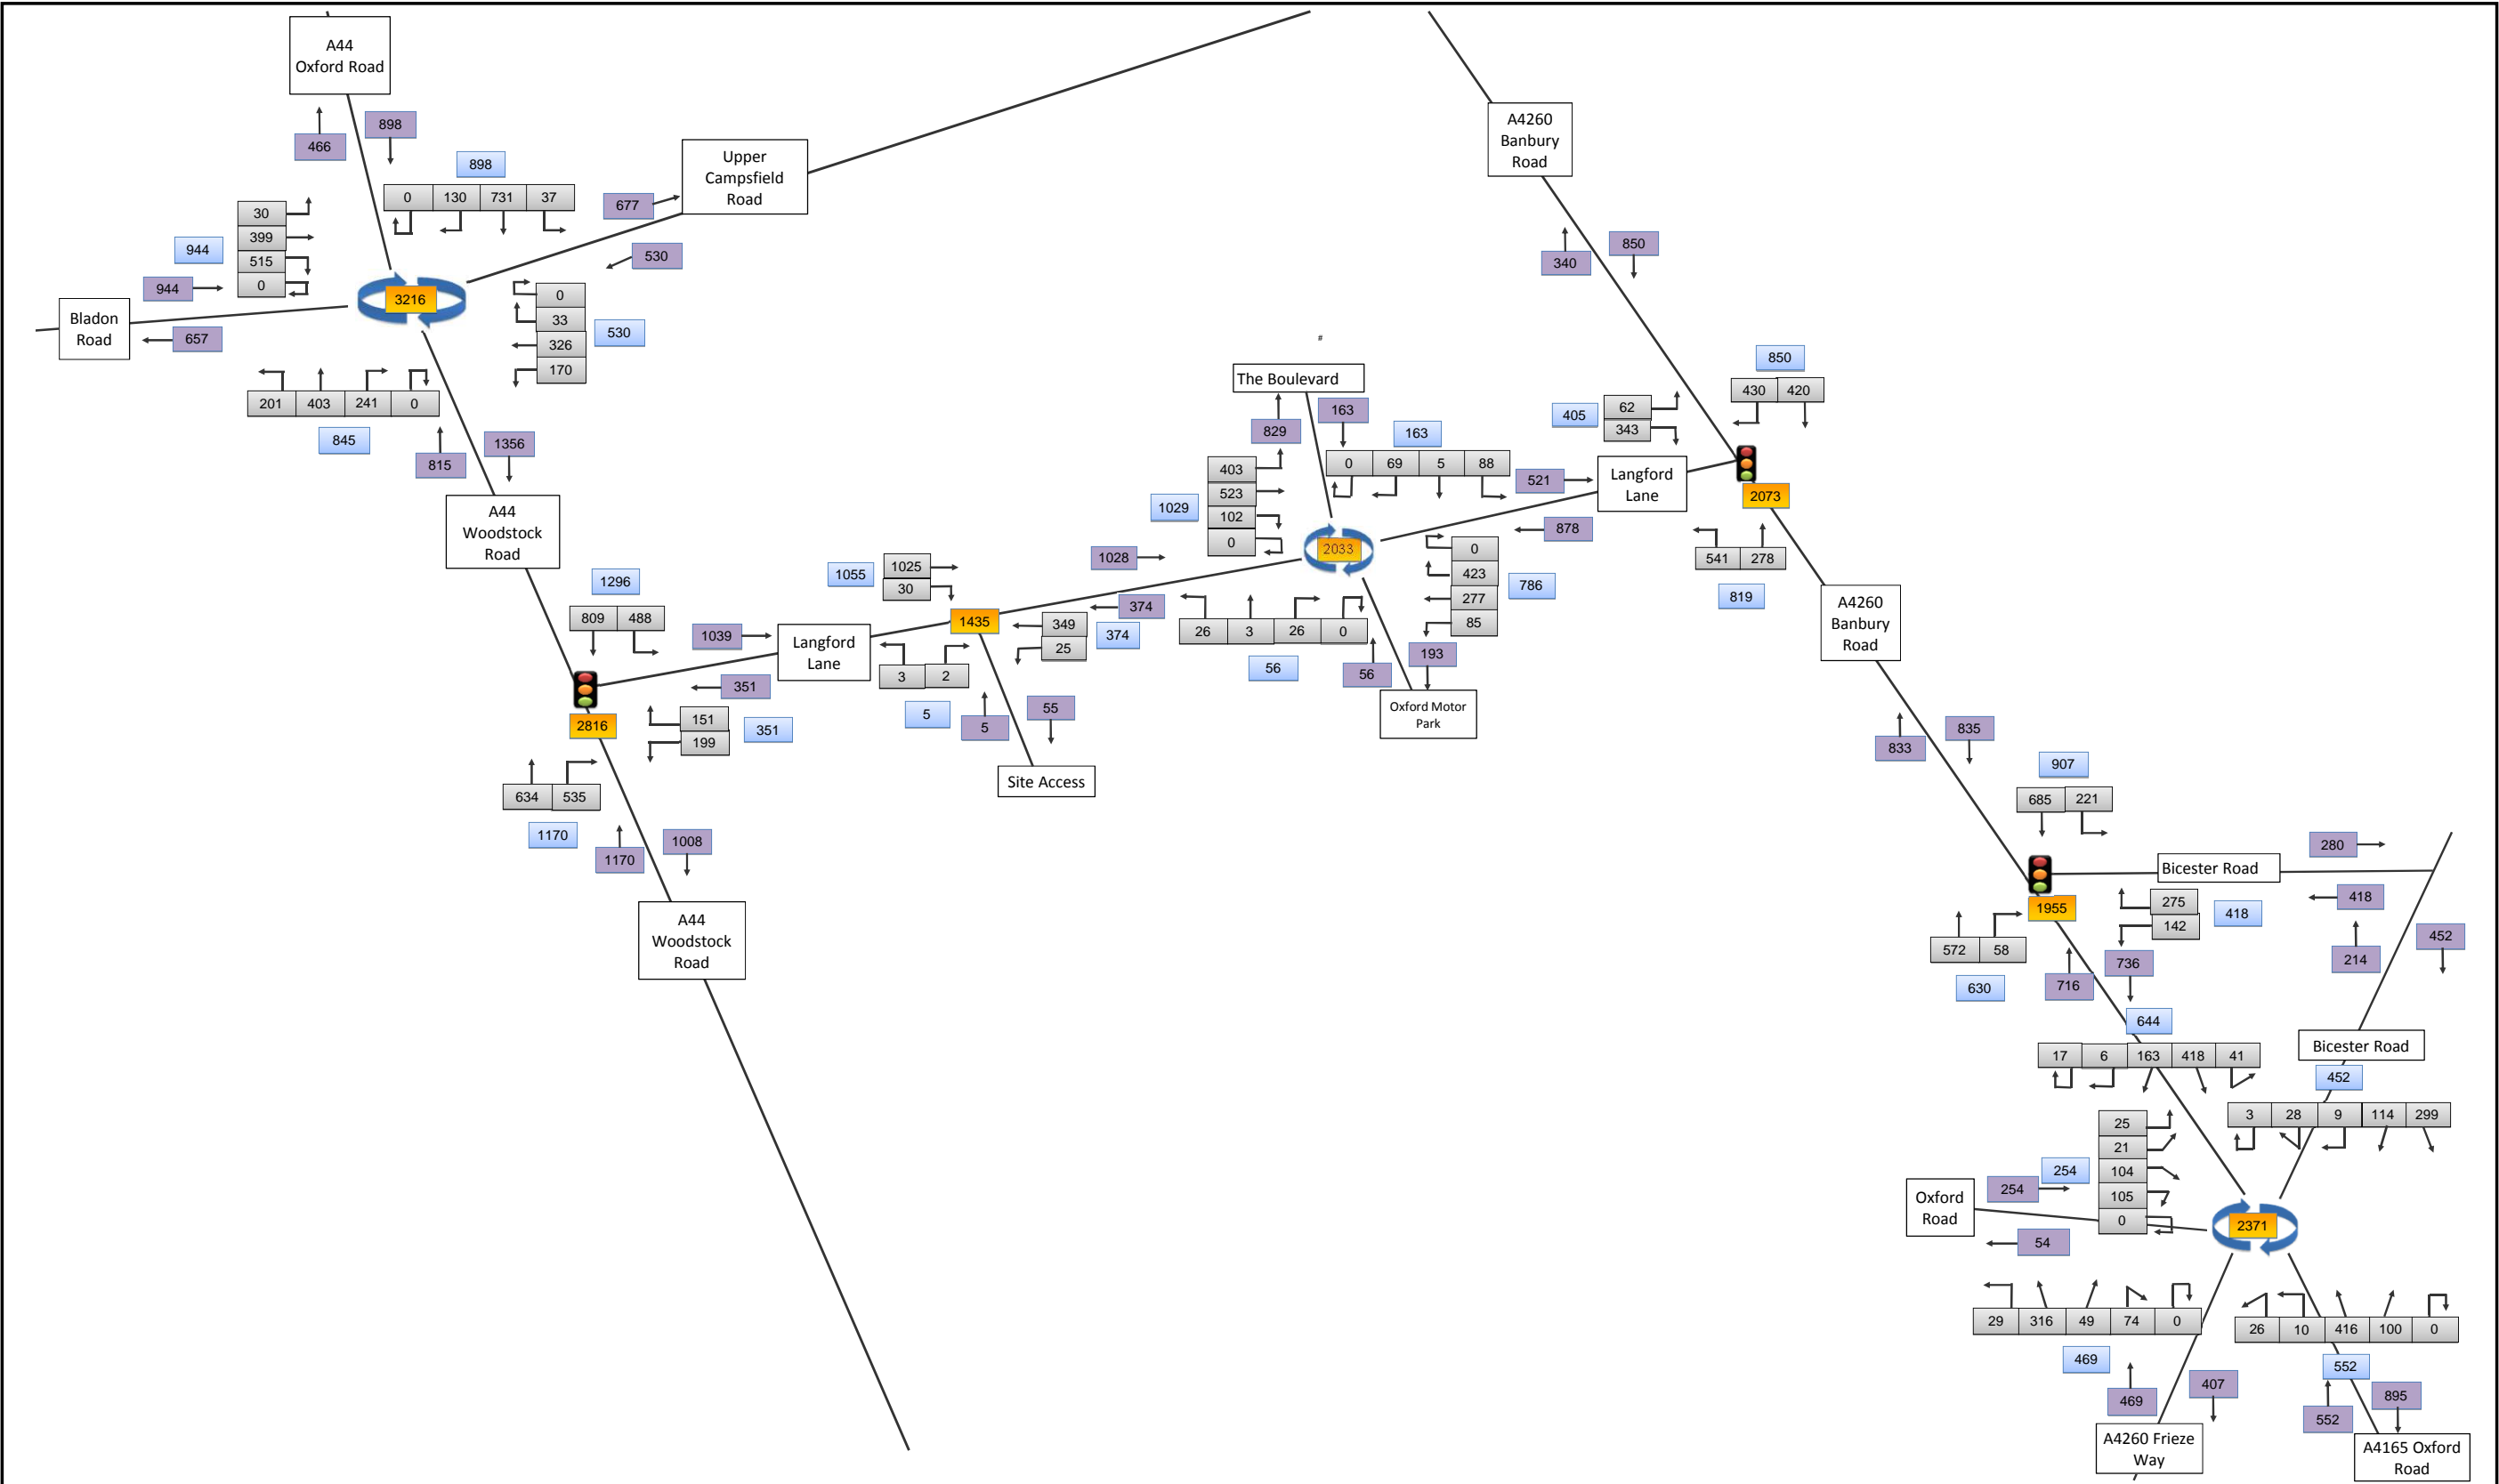 A44
Oxford Road
466
898
898
0 130 731 37
Upper
Campsfield
Road
677
530
30
399
515
0
944
944
Bladon
Road
657
3216
0
33
326
170
530
201 403 241 0
845
815
1356
A44
Woodstock
Road
1296
809 488
1039
Langford
Lane
351
2816
151
199
351
634 535
1170
1170
1008
A44
Woodstock
Road
1055
1025
30
1435
374
349
25
374
3 2
5
5
55
Site Access
1028
#
The Boulevard
829
163
163
0 69 5 88
403
523
102
0
1029
2033
0
423
277
85
786
26 3 26 0
56
56
193
Oxford Motor
Park
521
878
Langford
Lane
405
62
343
A4260
Banbury
Road
340
850
850
430 420
2073
541 278
819
A4260
Banbury
Road
833
835
907
685 221
Bicester Road
280
418
1955
275
142
418
572 58
630
716
736
214
452
644
17 6 163 418 41
Bicester Road
452
3 28 9 114 299
25
21
104
105
0
254
254
Oxford
Road
54
2371
29 316 49 74 0
469
469
407
A4260 Frieze
Way
26 10 416 100 0
552
552
895
A4165 Oxford
Road